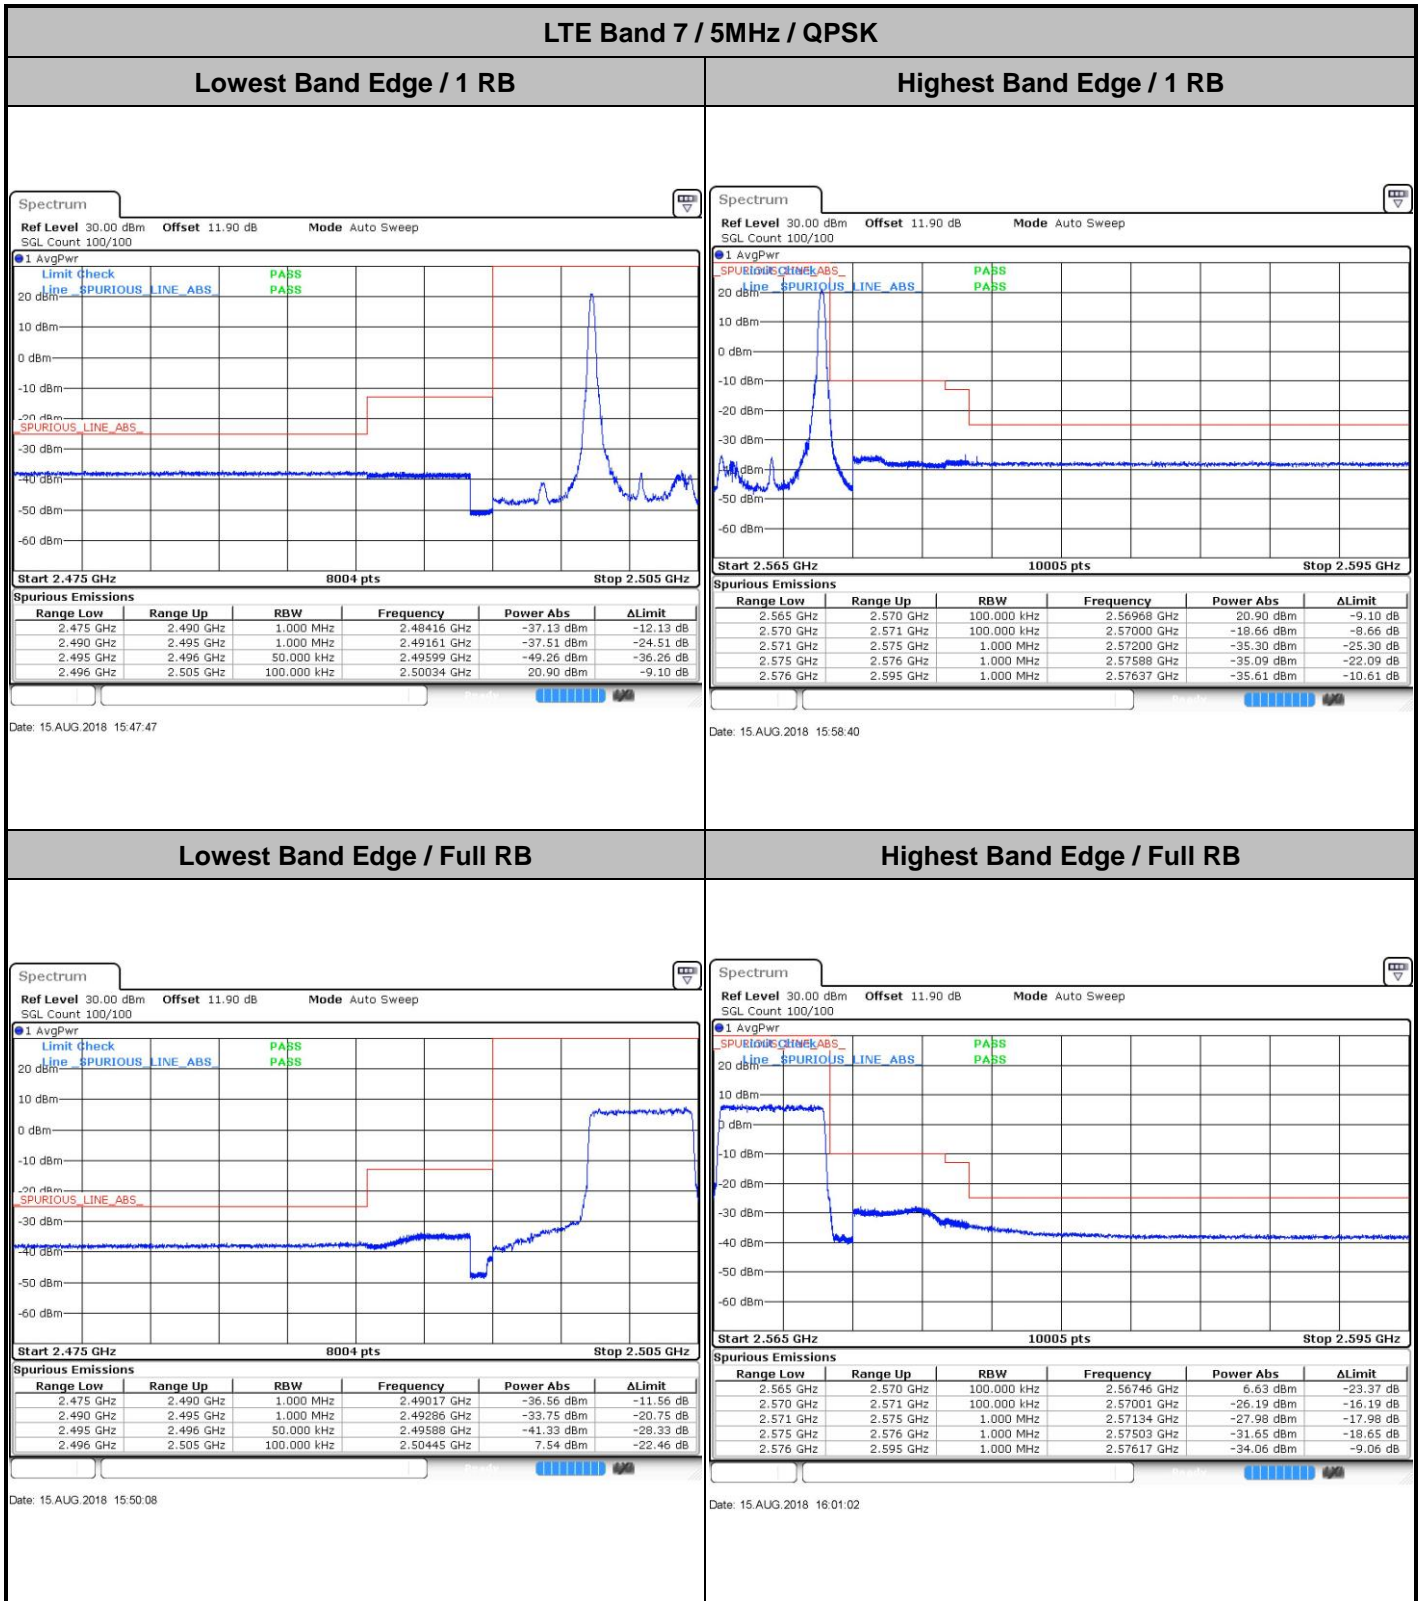 LTE Band 7 / 5MHz / QPSK
Lowest Band Edge / 1 RB
Highest Band Edge / 1 RB
Spectrum
Ref Level 30.00 dBm Offset 11.90 dB Mode Auto Sweep
SGL Count 100/100
1 AvgPwr
Limit Check PASS
Line _SPURIOUS_LINE_ABS_ PASS
20 dBm
10 dBm
0 dBm
-10 dBm
-20 dBm
_SPURIOUS_LINE_ABS_
-30 dBm
-40 dBm
-50 dBm
-60 dBm
Start 2.475 GHz 8004 pts Stop 2.505 GHz
Spurious Emissions
Range Low Range Up RBW Frequency Power Abs ΔLimit
2.475 GHz 2.490 GHz 1.000 MHz 2.48416 GHz -37.13 dBm -12.13 dB
2.490 GHz 2.495 GHz 1.000 MHz 2.49161 GHz -37.51 dBm -24.51 dB
2.495 GHz 2.496 GHz 50.000 kHz 2.49599 GHz -49.26 dBm -36.26 dB
2.496 GHz 2.505 GHz 100.000 kHz 2.50034 GHz 20.90 dBm -9.10 dB
Date: 15.AUG.2018 15:47:47
Spectrum
Ref Level 30.00 dBm Offset 11.90 dB Mode Auto Sweep
SGL Count 100/100
1 AvgPwr
_SPURIOUS_LINE_ABS_
Limit Check PASS
Line _SPURIOUS_LINE_ABS_ PASS
20 dBm
10 dBm
0 dBm
-10 dBm
-20 dBm
-30 dBm
-40 dBm
-50 dBm
-60 dBm
Start 2.565 GHz 10005 pts Stop 2.595 GHz
Spurious Emissions
Range Low Range Up RBW Frequency Power Abs ΔLimit
2.565 GHz 2.570 GHz 100.000 kHz 2.56968 GHz 20.90 dBm -9.10 dB
2.570 GHz 2.571 GHz 100.000 kHz 2.57000 GHz -18.66 dBm -8.66 dB
2.571 GHz 2.575 GHz 1.000 MHz 2.57200 GHz -35.30 dBm -25.30 dB
2.575 GHz 2.576 GHz 1.000 MHz 2.57588 GHz -35.09 dBm -22.09 dB
2.576 GHz 2.595 GHz 1.000 MHz 2.57637 GHz -35.61 dBm -10.61 dB
Date: 15.AUG.2018 15:58:40
Lowest Band Edge / Full RB
Highest Band Edge / Full RB
Spectrum
Ref Level 30.00 dBm Offset 11.90 dB Mode Auto Sweep
SGL Count 100/100
1 AvgPwr
Limit Check PASS
Line _SPURIOUS_LINE_ABS_ PASS
20 dBm
10 dBm
0 dBm
-10 dBm
-20 dBm
_SPURIOUS_LINE_ABS_
-30 dBm
-40 dBm
-50 dBm
-60 dBm
Start 2.475 GHz 8004 pts Stop 2.505 GHz
Spurious Emissions
Range Low Range Up RBW Frequency Power Abs ΔLimit
2.475 GHz 2.490 GHz 1.000 MHz 2.49017 GHz -36.56 dBm -11.56 dB
2.490 GHz 2.495 GHz 1.000 MHz 2.49286 GHz -33.75 dBm -20.75 dB
2.495 GHz 2.496 GHz 50.000 kHz 2.49588 GHz -41.33 dBm -28.33 dB
2.496 GHz 2.505 GHz 100.000 kHz 2.50445 GHz 7.54 dBm -22.46 dB
Date: 15.AUG.2018 15:50:08
Spectrum
Ref Level 30.00 dBm Offset 11.90 dB Mode Auto Sweep
SGL Count 100/100
1 AvgPwr
_SPURIOUS_LINE_ABS_
Limit Check PASS
Line _SPURIOUS_LINE_ABS_ PASS
20 dBm
10 dBm
0 dBm
-10 dBm
-20 dBm
-30 dBm
-40 dBm
-50 dBm
-60 dBm
Start 2.565 GHz 10005 pts Stop 2.595 GHz
Spurious Emissions
Range Low Range Up RBW Frequency Power Abs ΔLimit
2.565 GHz 2.570 GHz 100.000 kHz 2.56746 GHz 6.63 dBm -23.37 dB
2.570 GHz 2.571 GHz 100.000 kHz 2.57001 GHz -26.19 dBm -16.19 dB
2.571 GHz 2.575 GHz 1.000 MHz 2.57134 GHz -27.98 dBm -17.98 dB
2.575 GHz 2.576 GHz 1.000 MHz 2.57503 GHz -31.65 dBm -18.65 dB
2.576 GHz 2.595 GHz 1.000 MHz 2.57617 GHz -34.06 dBm -9.06 dB
Date: 15.AUG.2018 16:01:02